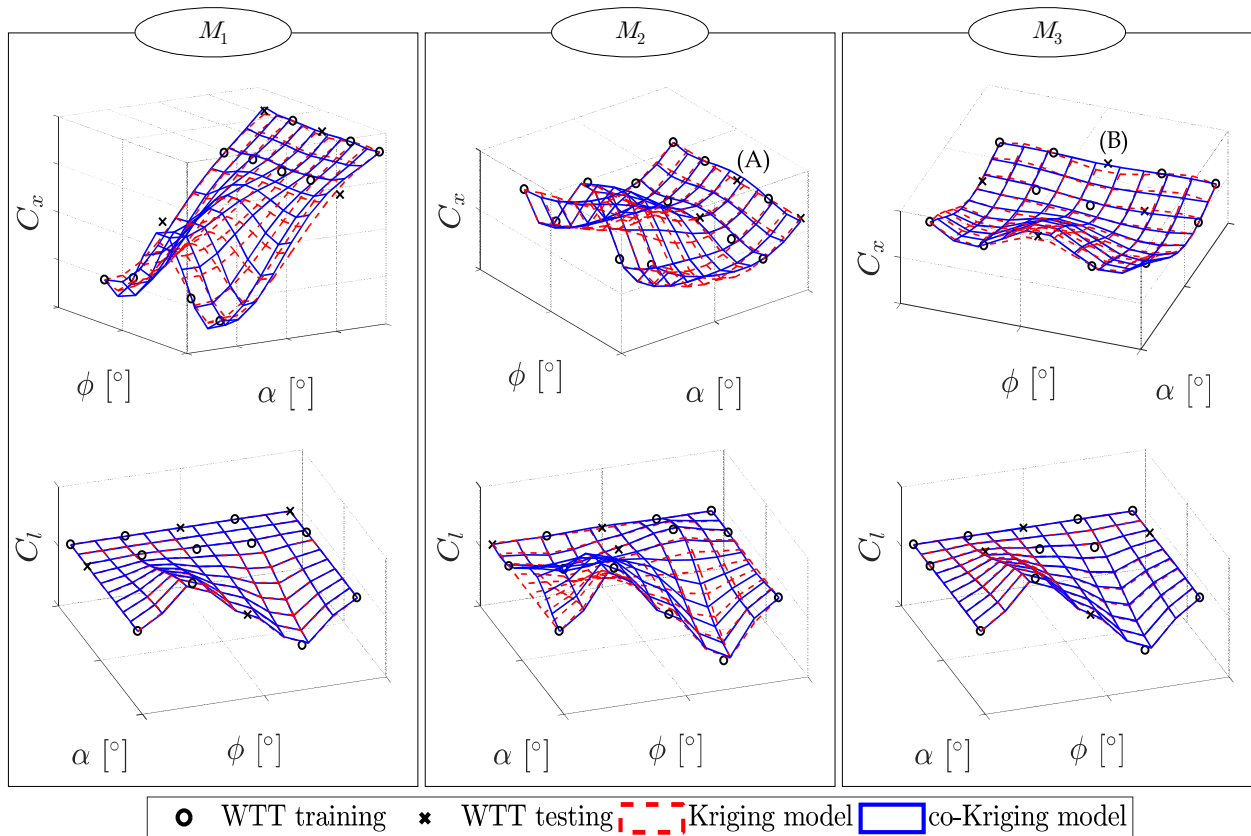 M₁
M₂
M₃
Cₓ
ϕ [°]
α [°]
(A)
Cₓ
ϕ [°]
α [°]
(B)
Cₓ
ϕ [°]
α [°]
Cₗ
α [°]
ϕ [°]
Cₗ
α [°]
ϕ [°]
Cₗ
α [°]
ϕ [°]
WTT training WTT testing Kriging model co-Kriging model